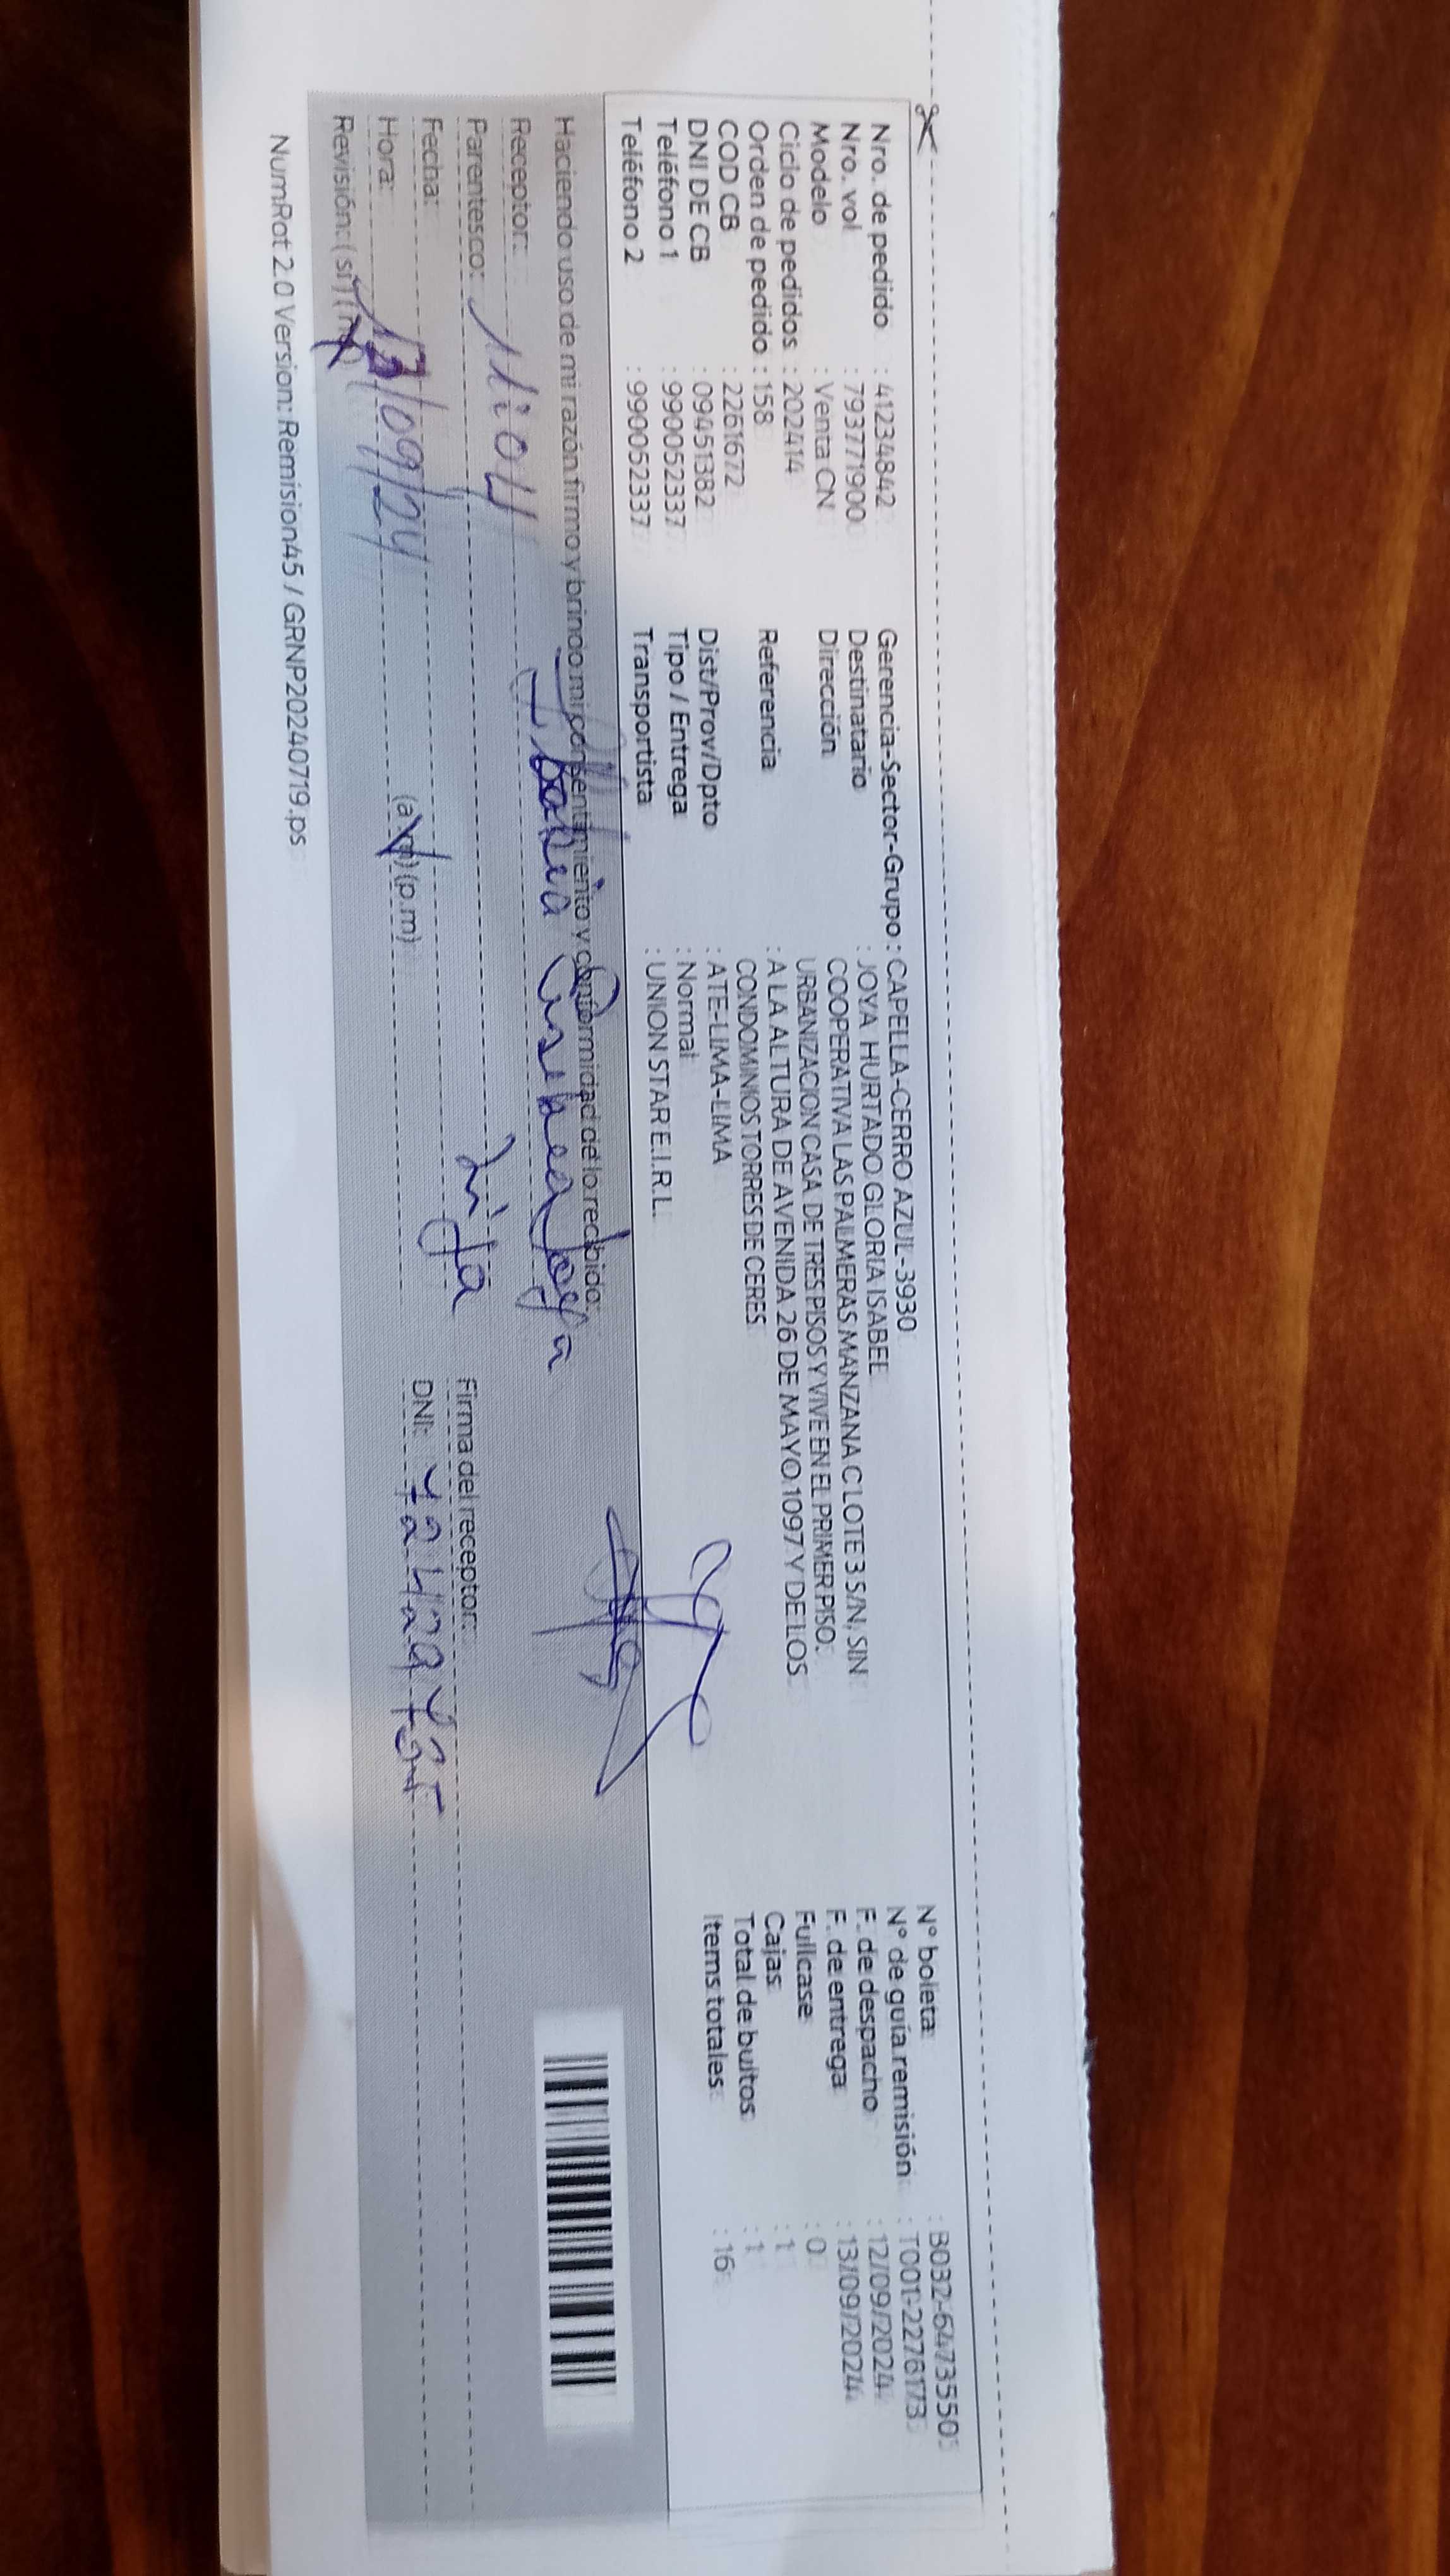 Nro. de pedido : 41234842
Nro. vol : 793771900
Modelo : Venta CN
Ciclo de pedidos : 202414
Orden de pedido : 158
COD CB : 2261672
DNI DE CB : 09451382
Teléfono 1 : 990052337
Teléfono 2 : 990052337
Gerencia-Sector-Grupo : CAPELLA-CERRO AZUL-3930
Destinatario : JOYA HURTADO GLORIA ISABEL
Dirección COOPERATIVA LAS PALMERAS MANZANA C LOTE 3 S/N, SIN
URBANIZACION CASA DE TRES PISOS Y VIVE EN EL PRIMER PISO.
Referencia : A LA ALTURA DE AVENIDA 26 DE MAYO 1097 Y DE LOS
CONDOMINIOS TORRES DE CERES
Dist/Prov/Dpto : ATE-LIMA-LIMA
Tipo / Entrega : Normal
Transportista : UNION STAR E.I.R.L.
N° boleta : B032-6473550
N° de guía remisión : T001-2276173
F. de despacho : 12/09/2024
F. de entrega : 13/09/2024
Fullcase : 0
Cajas : 1
Total de bultos : 1
Items totales : 16
Haciendo uso de mi razón firmo y brindo mi consentimiento y conformidad de lo recibido:
Receptor: Joya
Parentesco: hija
Fecha: 13/09/24
Hora: (a.m) (p.m)
Revisión: (si) (no)
Firma del receptor:
DNI:
NumRot 2.0 Version: Remision45 / GRNP20240719.ps